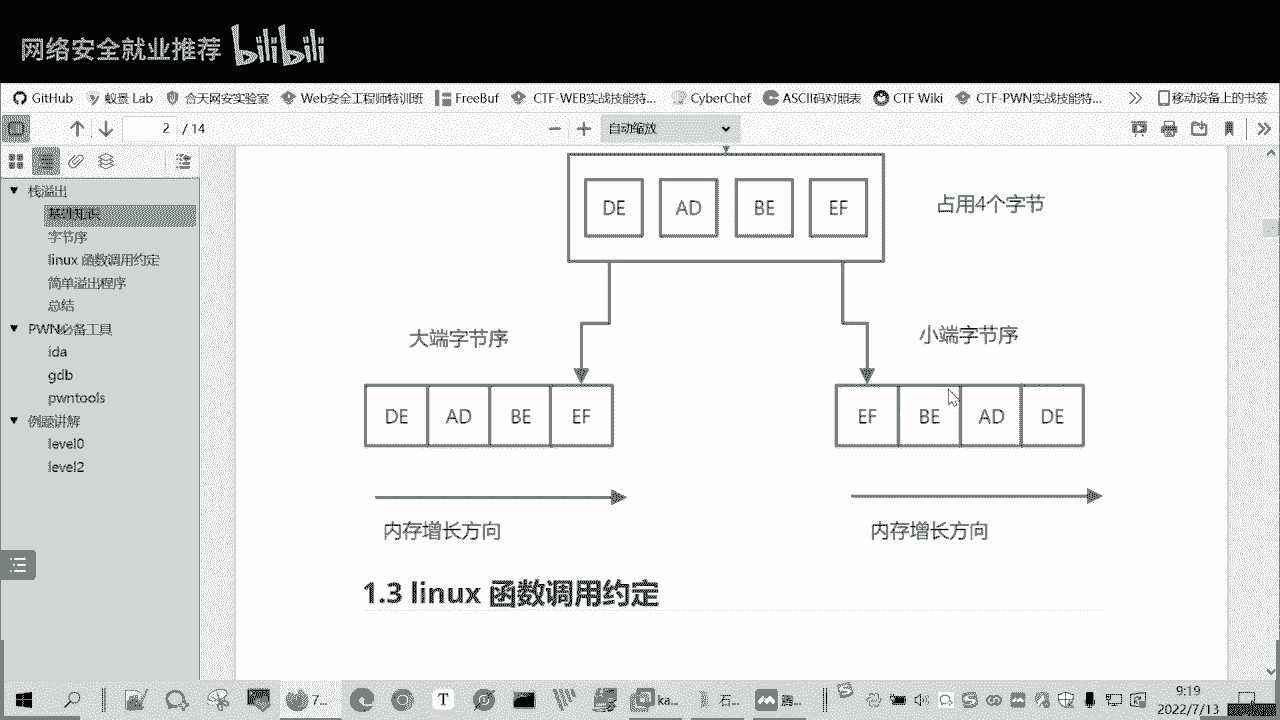 网络安全就业推荐 bilibili
GitHub 蚁景 Lab 合天网安实验室 Web安全工程师特训班 FreeBuf CTF-WEB实战技能特... CyberChef ASCII码对照表 CTF Wiki CTF-PWN实战技能特... 移动设备上的书签
2 / 14 自动缩放
栈溢出
基础知识
字节序
linux 函数调用约定
简单溢出程序
总结
PWN必备工具
ida
gdb
pwntools
例题讲解
level0
level2
DE AD BE EF 占用4个字节
大端字节序 小端字节序
DE AD BE EF EF BE AD DE
内存增长方向 内存增长方向
1.3 linux 函数调用约定
7... T ka... 石...
9:19
2022/7/13